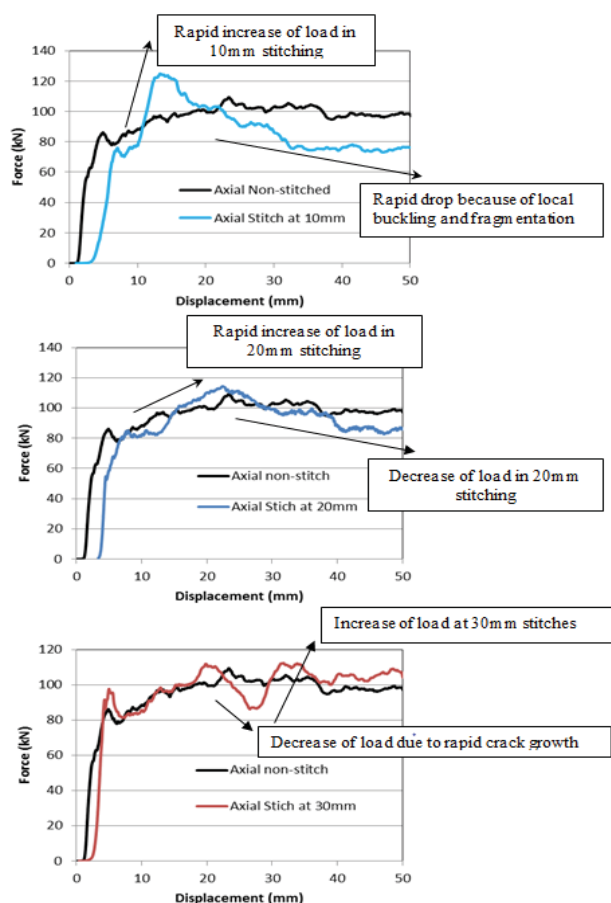 Rapid increase of load in
10mm stitching
140
120
100
80
60
40
20
0
Force (kN)
Axial Non-stitched
Axial Stitch at 10mm
Rapid drop because of local
buckling and fragmentation
0 10 20 30 40 50
Displacement (mm)
Rapid increase of load in
20mm stitching
140
120
100
80
60
40
20
0
Force (kN)
Axial non-stitch
Axial Stich at 20mm
Decrease of load in 20mm
stitching
0 10 20 30 40 50
Displacement (mm)
Increase of load at 30mm stitches
120
100
80
60
40
20
0
Force (kN)
Decrease of load due to rapid crack growth
Axial non-stitch
Axial Stich at 30mm
0 10 20 30 40 50
Displacement (mm)